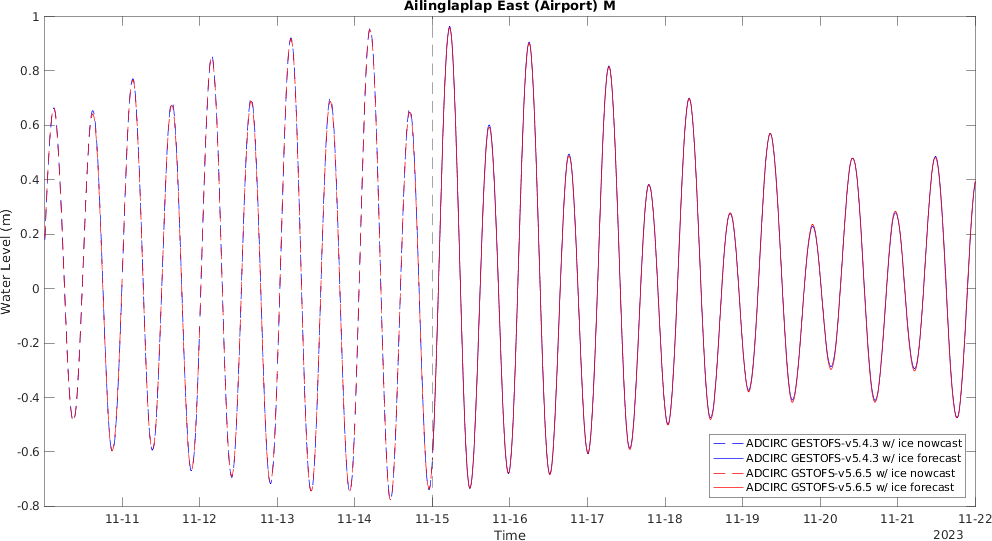 Ailinglaplap East (Airport) M
1
0.8
0.6
0.4
0.2
0
-0.2
-0.4
-0.6
-0.8
Water Level (m)
ADCIRC GESTOFS-v5.4.3 w/ ice nowcast
ADCIRC GESTOFS-v5.4.3 w/ ice forecast
ADCIRC GSTOFS-v5.6.5 w/ ice nowcast
ADCIRC GSTOFS-v5.6.5 w/ ice forecast
11-11 11-12 11-13 11-14 11-15 11-16 11-17 11-18 11-19 11-20 11-21 11-22
Time
2023